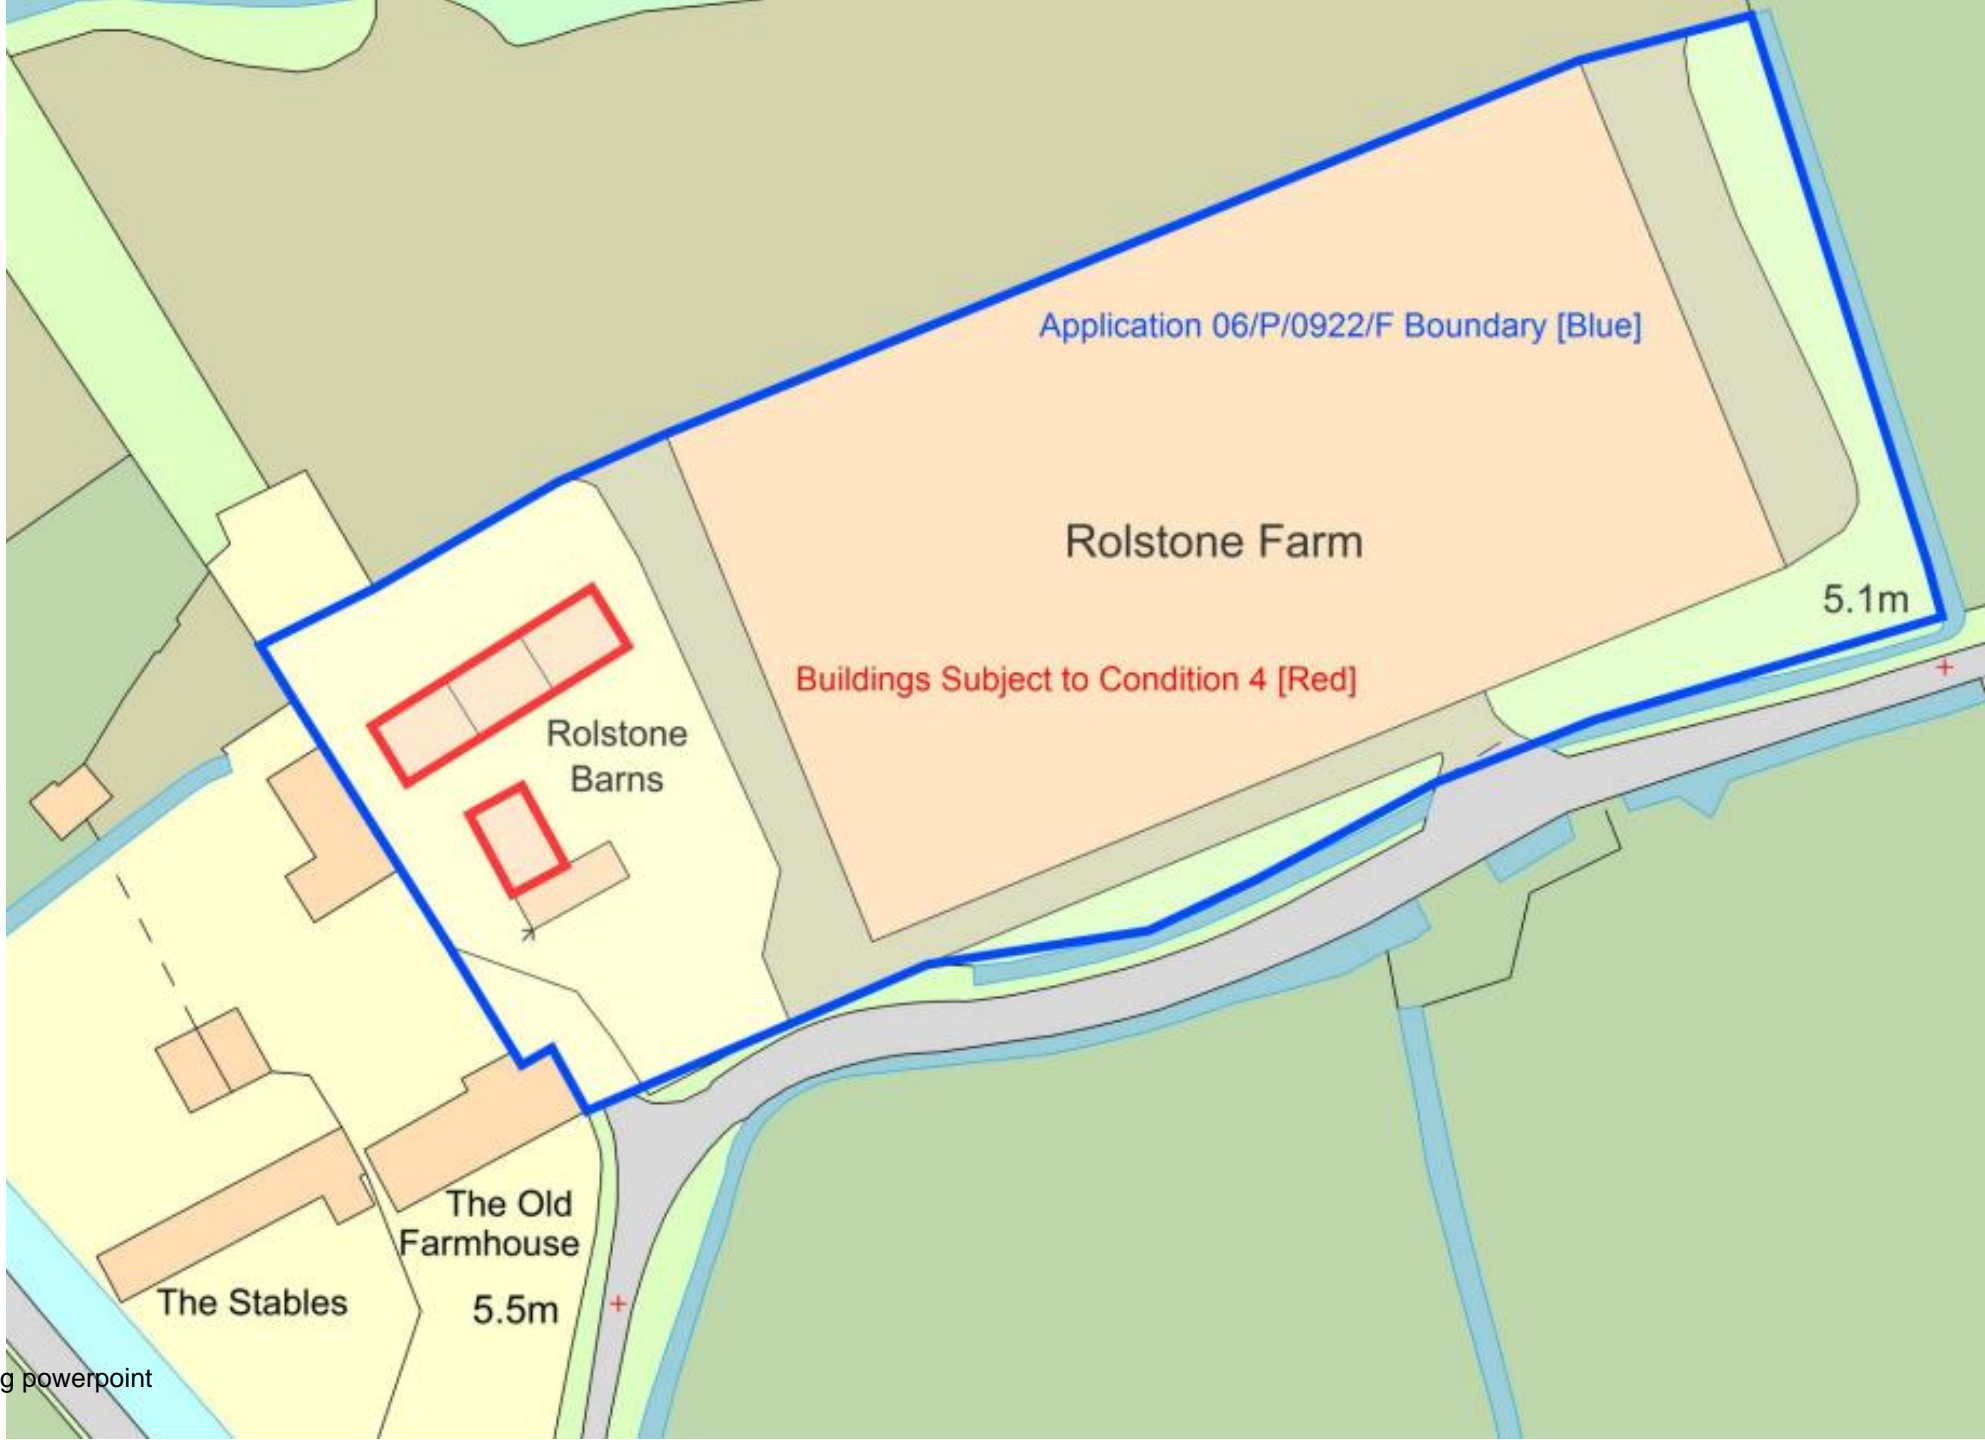 Application 06/P/0922/F Boundary [Blue]
Rolstone Farm
5.1m
Buildings Subject to Condition 4 [Red]
Rolstone
Barns
The Old
Farmhouse
The Stables
5.5m
g powerpoint